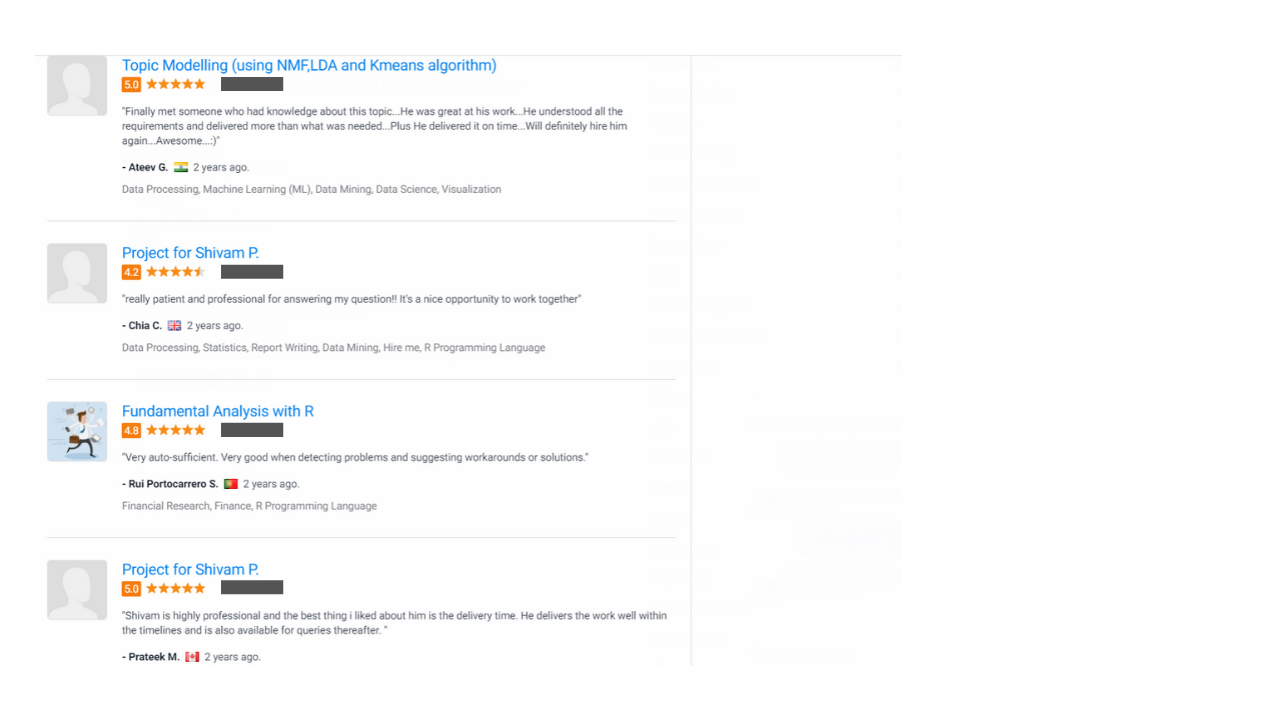 Topic Modelling (using NMF,LDA and Kmeans algorithm)
5.0
"Finally met someone who had knowledge about this topic...He was great at his work...He understood all the
requirements and delivered more than what was needed...Plus He delivered it on time...Will definitely hire him
again...Awesome...:)"
- Ateev G. 2 years ago.
Data Processing, Machine Learning (ML), Data Mining, Data Science, Visualization
Project for Shivam P.
4.2
"really patient and professional for answering my question!! It's a nice opportunity to work together"
- Chia C. 2 years ago.
Data Processing, Statistics, Report Writing, Data Mining, Hire me, R Programming Language
Fundamental Analysis with R
4.8
"Very auto-sufficient. Very good when detecting problems and suggesting workarounds or solutions."
- Rui Portocarrero S. 2 years ago.
Financial Research, Finance, R Programming Language
Project for Shivam P.
5.0
"Shivam is highly professional and the best thing i liked about him is the delivery time. He delivers the work well within
the timelines and is also available for queries thereafter. "
- Prateek M. 2 years ago.